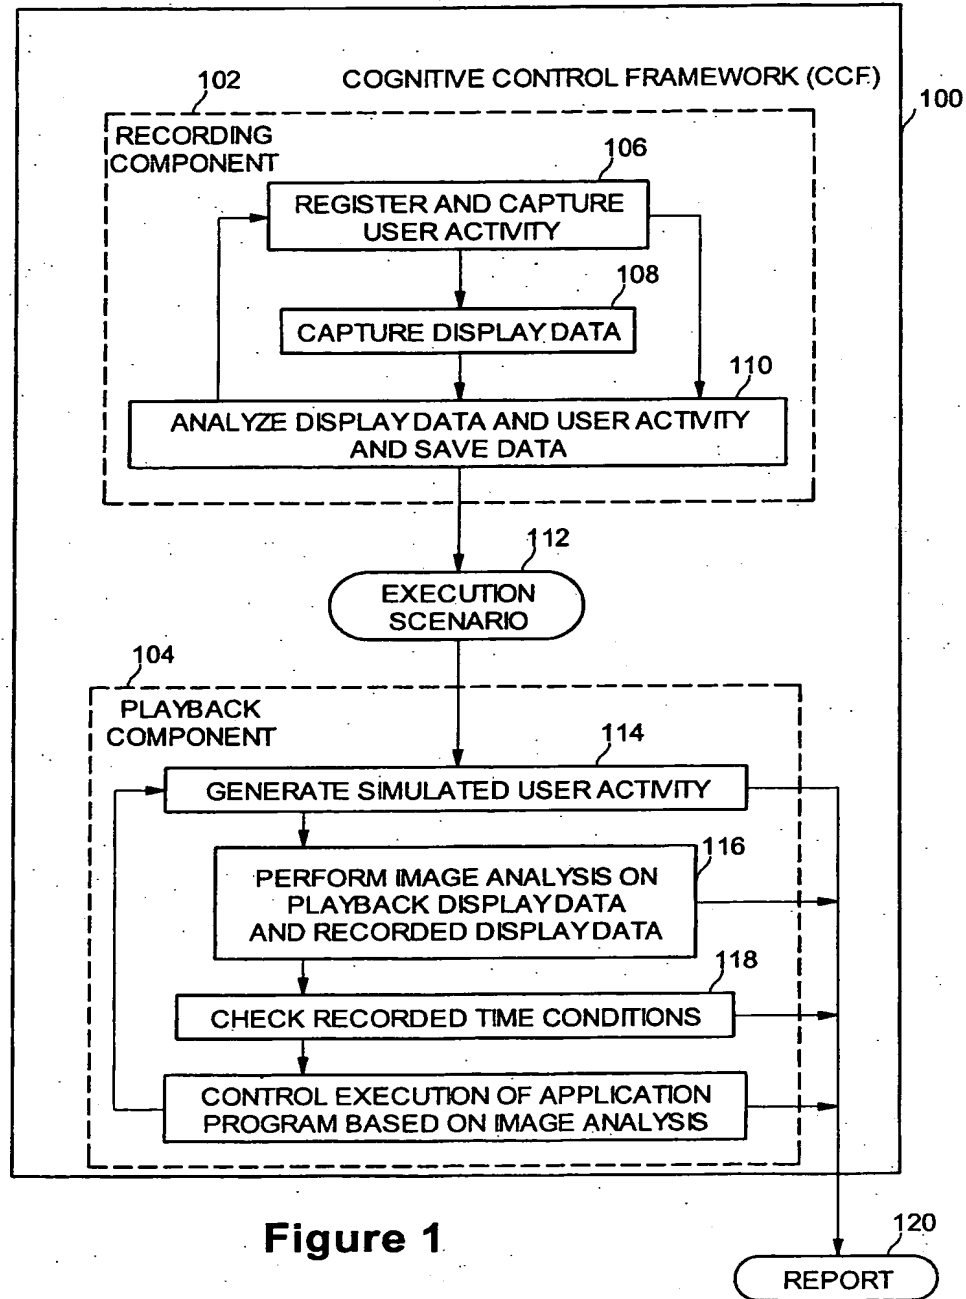 COGNITIVE CONTROL FRAMEWORK (CCF)
100
102
RECORDING
COMPONENT
106
REGISTER AND CAPTURE
USER ACTIVITY
108
CAPTURE DISPLAY DATA
110
ANALYZE DISPLAY DATA AND USER ACTIVITY
AND SAVE DATA
112
EXECUTION
SCENARIO
104
PLAYBACK
COMPONENT
114
GENERATE SIMULATED USER ACTIVITY
116
PERFORM IMAGE ANALYSIS ON
PLAYBACK DISPLAY DATA
AND RECORDED DISPLAY DATA
118
CHECK RECORDED TIME CONDITIONS
CONTROL EXECUTION OF APPLICATION
PROGRAM BASED ON IMAGE ANALYSIS
Figure 1
120
REPORT